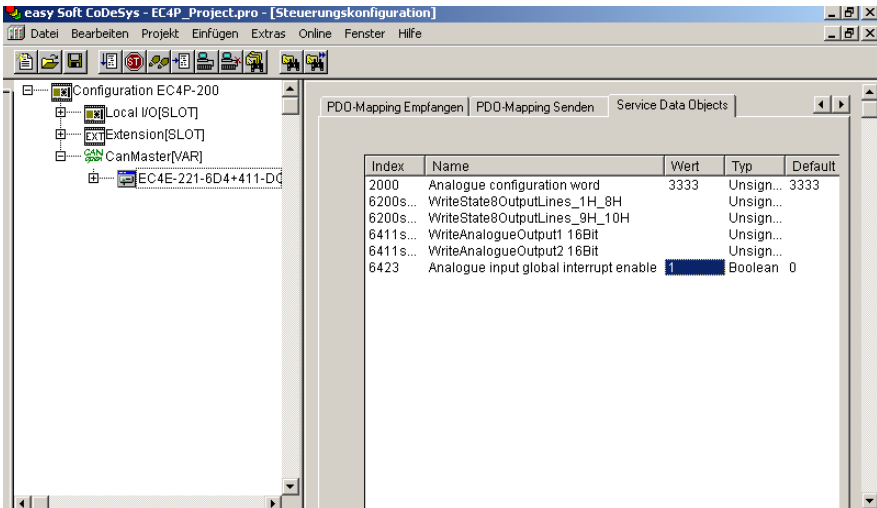 easy Soft CoDeSys - EC4P_Project.pro - [Steuerungskonfiguration]
Datei Bearbeiten Projekt Einfügen Extras Online Fenster Hilfe
Configuration EC4P-200
Local I/O[SLOT]
EXT Extension[SLOT]
CAN open CanMaster[VAR]
EC4E-221-6D4+411-DC
PDO-Mapping Empfangen PDO-Mapping Senden Service Data Objects
Index Name Wert Typ Default
2000 Analogue configuration word 3333 Unsign... 3333
6200s... WriteState8OutputLines_1H_8H Unsign...
6200s... WriteState8OutputLines_9H_10H Unsign...
6411s... WriteAnalogueOutput1 16Bit Unsign...
6411s... WriteAnalogueOutput2 16Bit Unsign...
6423 Analogue input global interrupt enable 1 Boolean 0